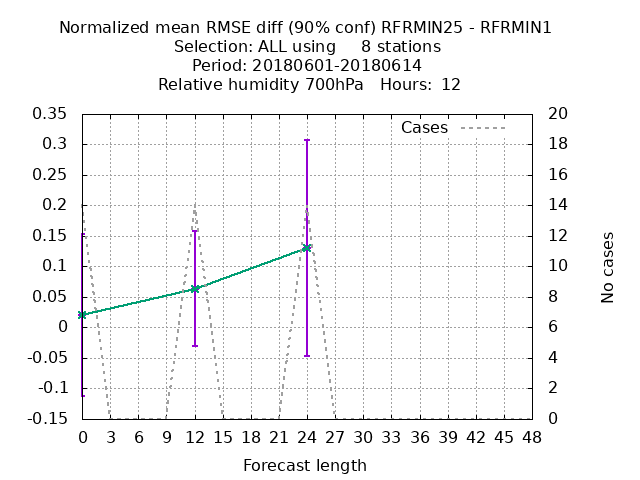 Normalized mean RMSE diff (90% conf) RFRMIN25 - RFRMIN1
Selection: ALL using     8 stations
Period: 20180601-20180614
Relative humidity 700hPa   Hours:  12
Cases
0.35
0.3
0.25
0.2
0.15
0.1
0.05
0
-0.05
-0.1
-0.15
20
18
16
14
12
10
8
6
4
2
0
No cases
0 3 6 9 12 15 18 21 24 27 30 33 36 39 42 45 48
Forecast length